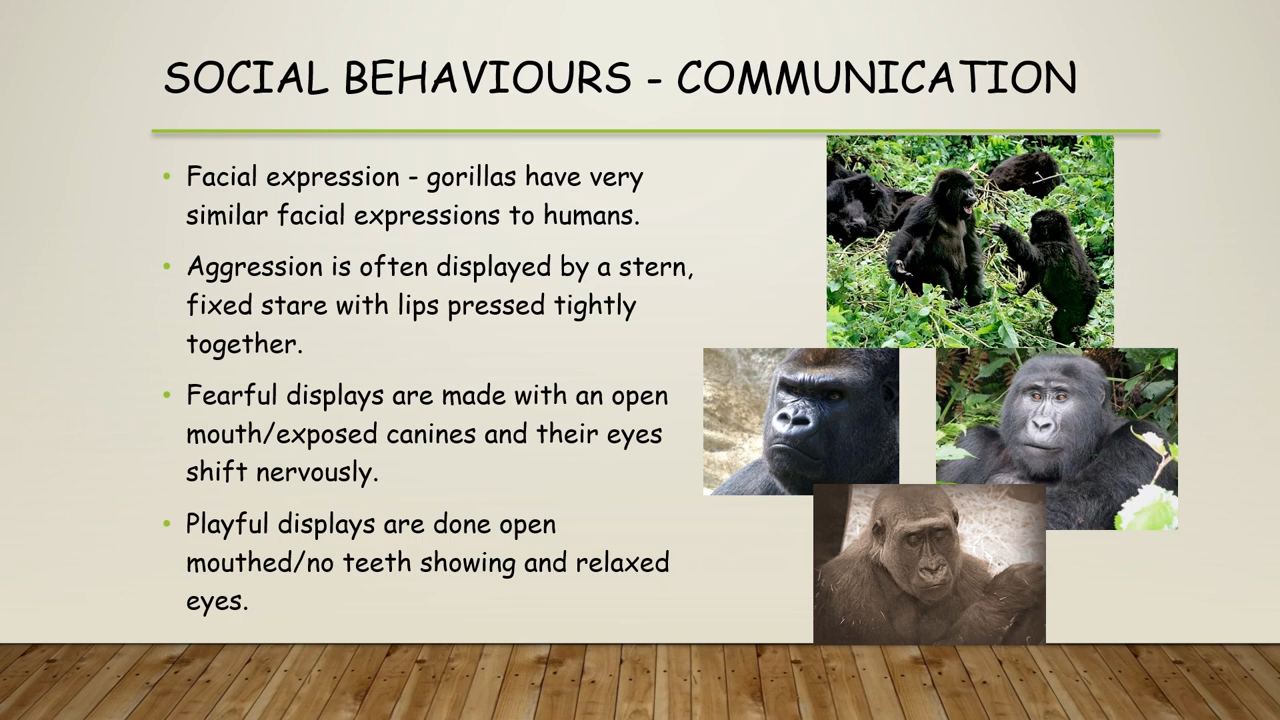 SOCIAL BEHAVIOURS - COMMUNICATION
• Facial expression - gorillas have very
similar facial expressions to humans.
• Aggression is often displayed by a stern,
fixed stare with lips pressed tightly
together.
• Fearful displays are made with an open
mouth/exposed canines and their eyes
shift nervously.
• Playful displays are done open
mouthed/no teeth showing and relaxed
eyes.